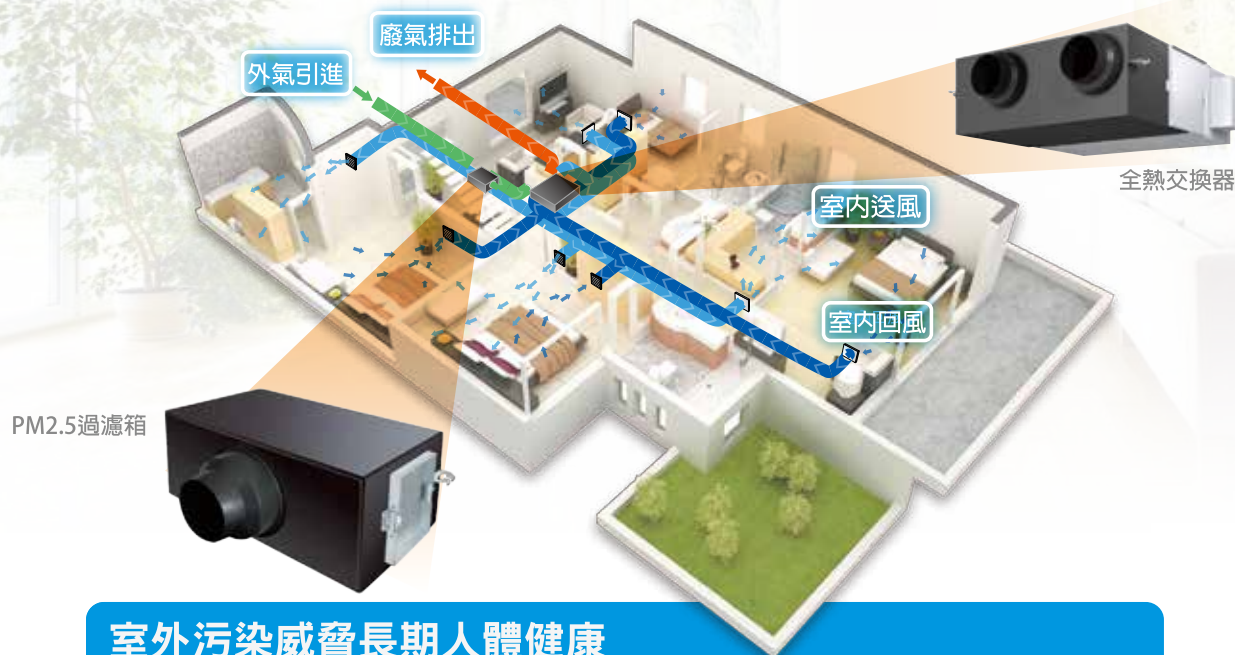 廢氣排出
外氣引進
全熱交換器
室內送風
室內回風
PM2.5過濾箱
室外污染威脅長期人體健康